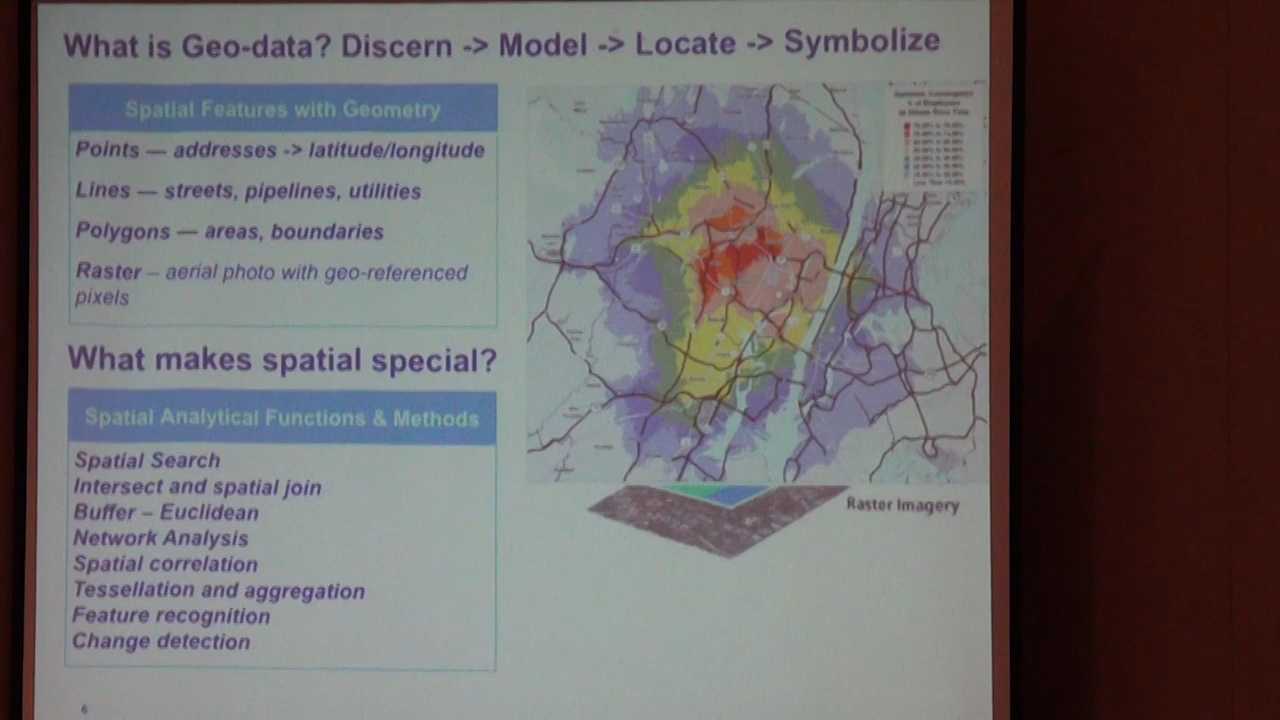 What is Geo-data? Discern -> Model -> Locate -> Symbolize
Spatial Features with Geometry
Points — addresses -> latitude/longitude
Lines — streets, pipelines, utilities
Polygons — areas, boundaries
Raster – aerial photo with geo-referenced
pixels
What makes spatial special?
Spatial Analytical Functions & Methods
Spatial Search
Intersect and spatial join
Buffer – Euclidean
Network Analysis
Spatial correlation
Tessellation and aggregation
Feature recognition
Change detection
Raster Imagery
6